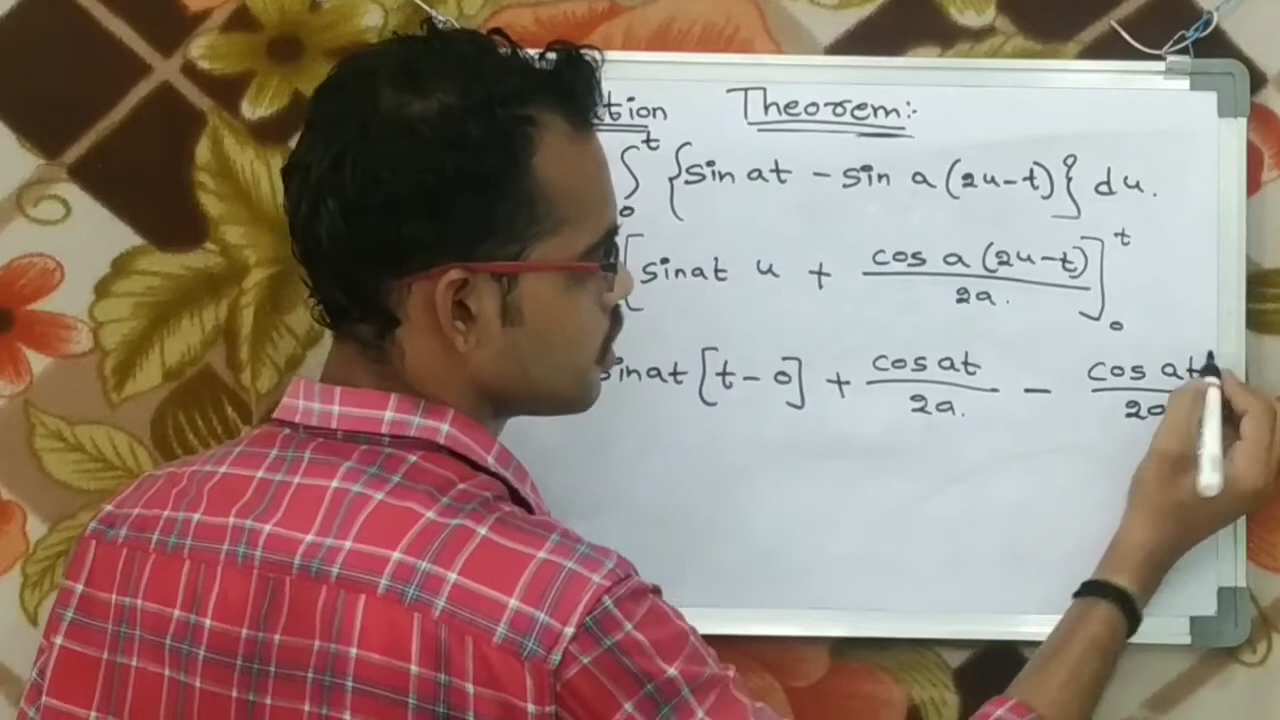 Theorem:-
∫₀ᵗ {sin at - sin a (2u-t)} du.
[sinat u + cos a (2u-t) / 2a.]₀ᵗ
sinat [t-0] + cos at / 2a. - cos at / 2a